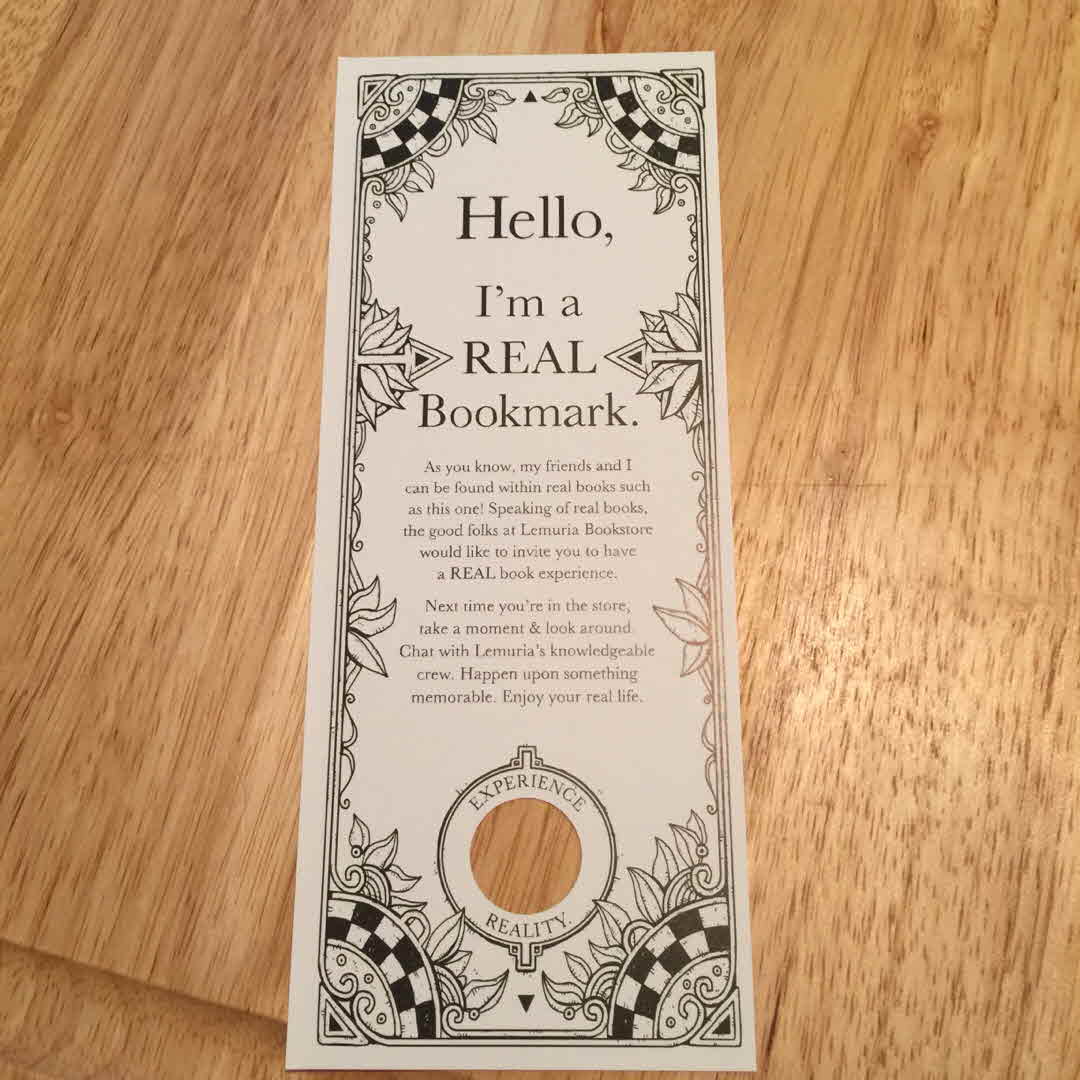 Hello,
I'm a
REAL
Bookmark.
As you know, my friends and I
can be found within real books such
as this one! Speaking of real books,
the good folks at Lemuria Bookstore
would like to invite you to have
a REAL book experience.
Next time you're in the store,
take a moment & look around.
Chat with Lemuria's knowledgeable
crew. Happen upon something
memorable. Enjoy your real life.
EXPERIENCE
REALITY.